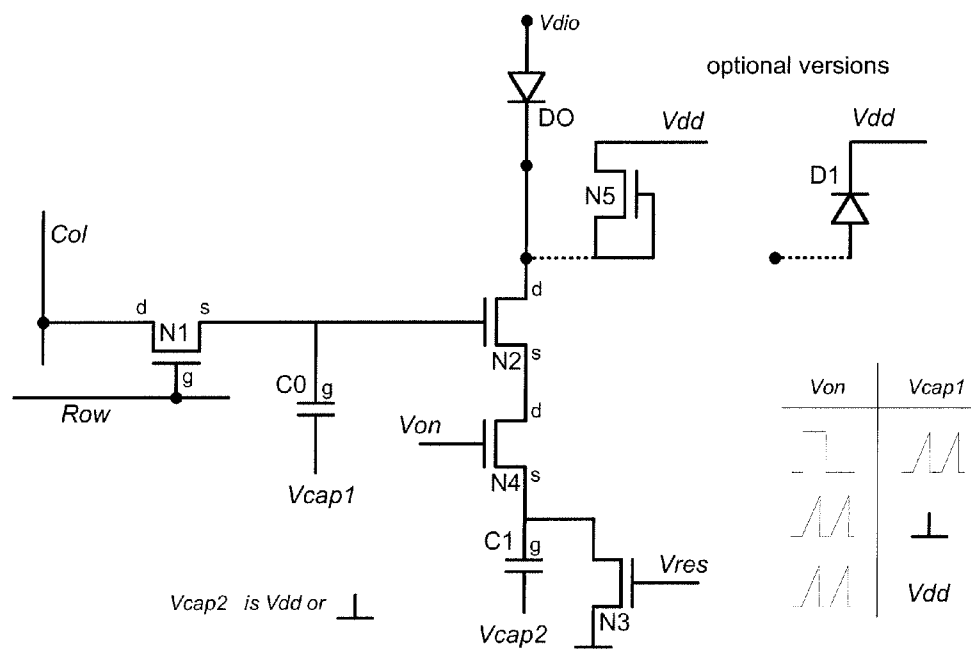 Vdio
optional versions
DO
Vdd
Vdd
N5
D1
Col
d
s
N1
g
Row
C0
g
Vcap1
d
N2
s
d
Von
N4
s
C1
g
Vres
N3
Vcap2
Vcap2 is Vdd or
Von Vcap1
Vdd